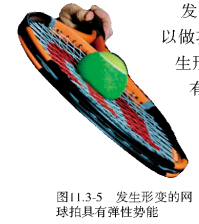 发
以做
生形
有
图11.3-5 发生形变的网
球拍具有弹性势能